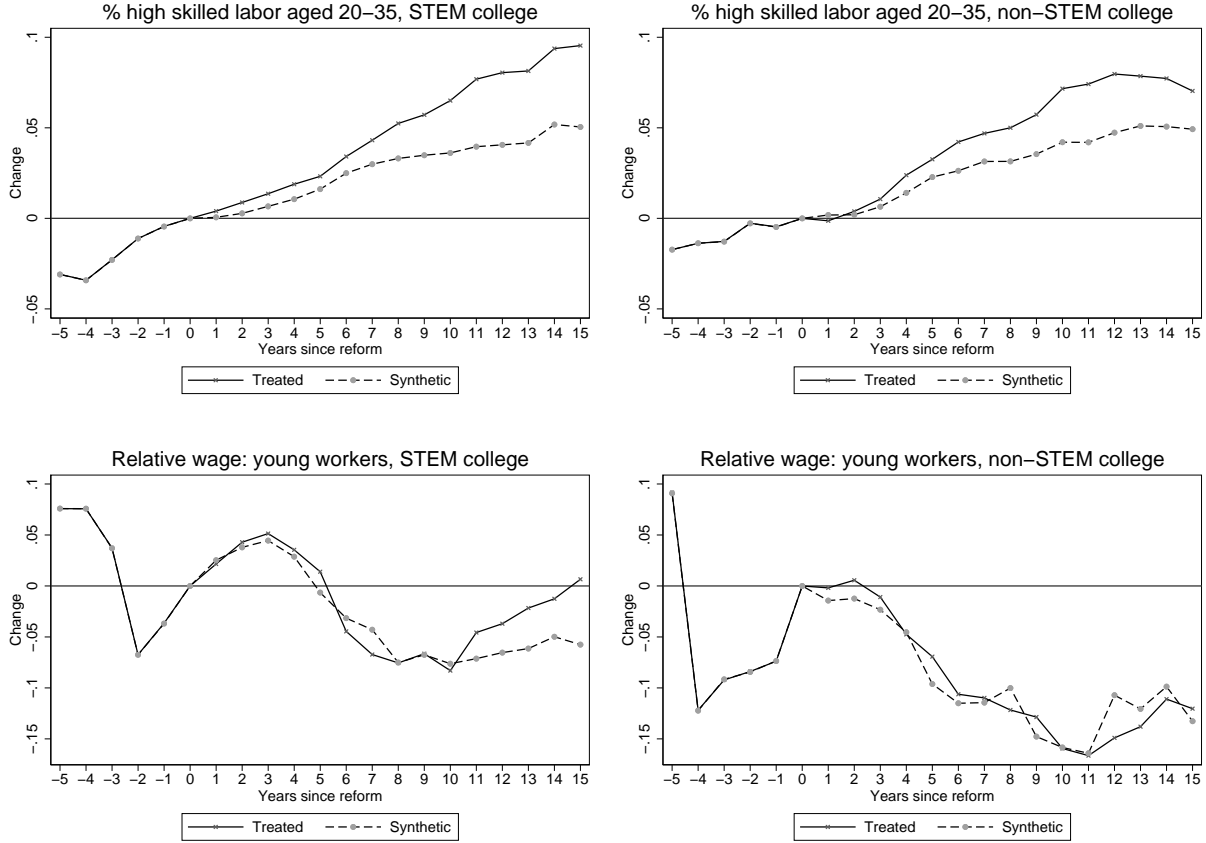 % high skilled labor aged 20−35, STEM college
.1
.05
0
−.05
Change
−5 −4 −3 −2 −1 0 1 2 3 4 5 6 7 8 9 10 11 12 13 14 15
Years since reform
Treated Synthetic
% high skilled labor aged 20−35, non−STEM college
.1
.05
0
−.05
Change
−5 −4 −3 −2 −1 0 1 2 3 4 5 6 7 8 9 10 11 12 13 14 15
Years since reform
Treated Synthetic
Relative wage: young workers, STEM college
.1
.05
0
−.05
−.1
−.15
Change
−5 −4 −3 −2 −1 0 1 2 3 4 5 6 7 8 9 10 11 12 13 14 15
Years since reform
Treated Synthetic
Relative wage: young workers, non−STEM college
.1
.05
0
−.05
−.1
−.15
Change
−5 −4 −3 −2 −1 0 1 2 3 4 5 6 7 8 9 10 11 12 13 14 15
Years since reform
Treated Synthetic